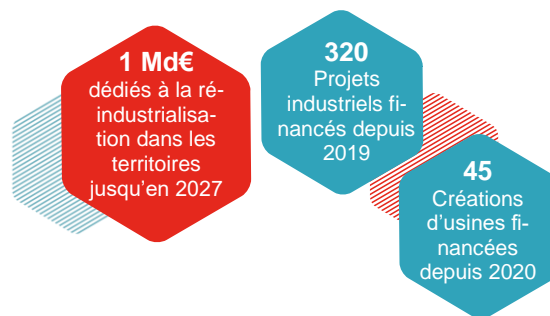 1 Md€
dédiés à la ré-
industrialisa-
tion dans les
territoires
jusqu'en 2027
320
Projets
industriels fi-
nancés depuis
2019
45
Créations
d'usines fi-
nancées
depuis 2020